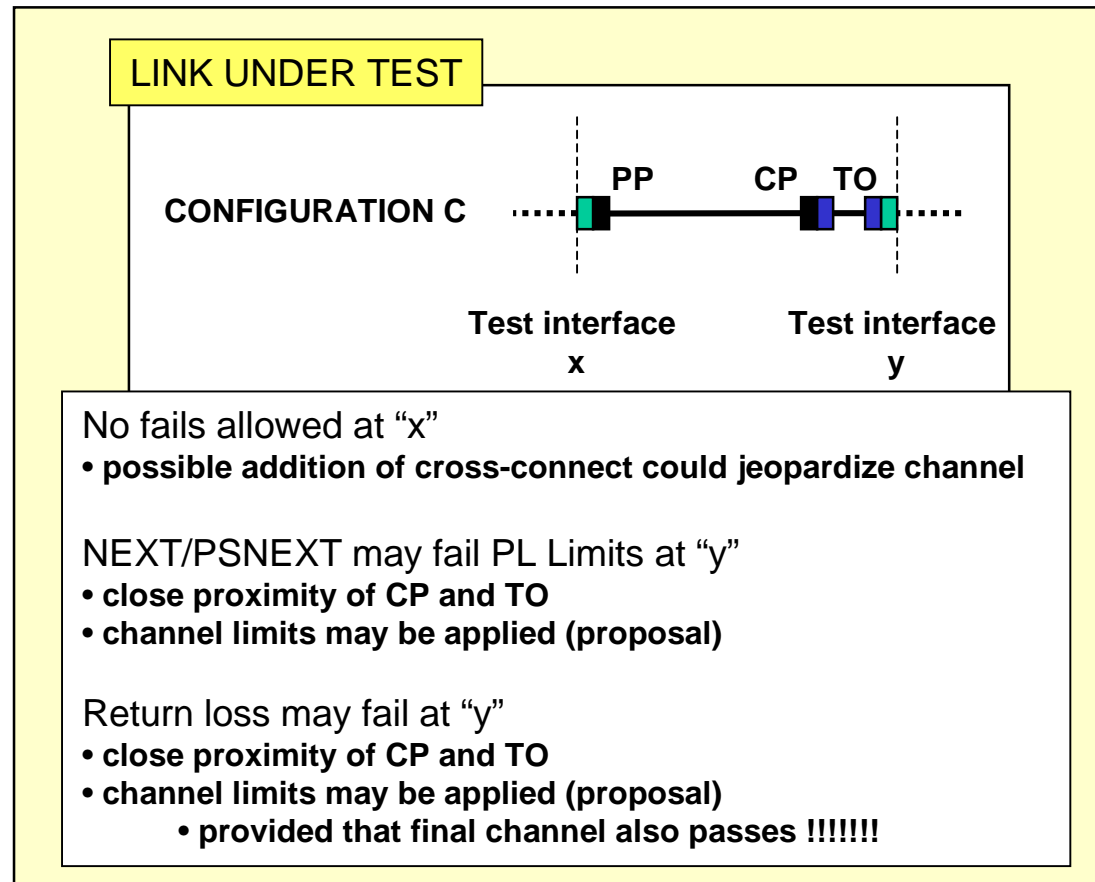 LINK UNDER TEST
PP CP TO
CONFIGURATION C
Test interface Test interface
x y
No fails allowed at “x”
• possible addition of cross-connect could jeopardize channel
NEXT/PSNEXT may fail PL Limits at “y”
• close proximity of CP and TO
• channel limits may be applied (proposal)
Return loss may fail at “y”
• close proximity of CP and TO
• channel limits may be applied (proposal)
• provided that final channel also passes !!!!!!!